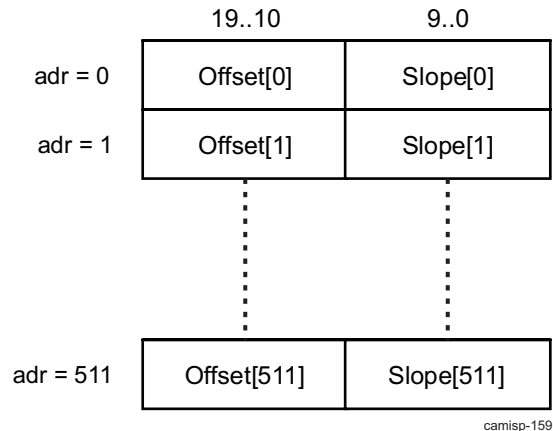 19..10 9..0
adr = 0 Offset[0] Slope[0]
adr = 1 Offset[1] Slope[1]
adr = 511 Offset[511] Slope[511]
camisp-159